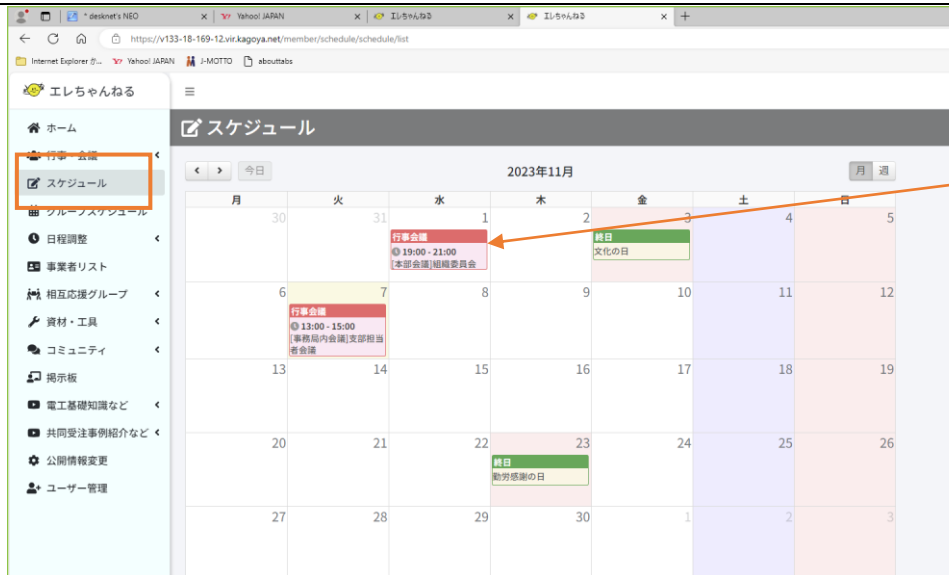 * desknet's NEO
Yahoo! JAPAN
エレちゃんねる
エレちゃんねる
https://v133-18-169-12.vir.kagoya.net/member/schedule/schedule/list
Internet Explorer か...
Yahoo! JAPAN
J-MOTTO
abouttabs
エレちゃんねる
ホーム
行事・会議
スケジュール
グループスケジュール
日程調整
事業者リスト
相互応援グループ
資材・工具
コミュニティ
掲示板
電工基礎知識など
共同受注事例紹介など
公開情報変更
ユーザー管理
スケジュール
今日
2023年11月
月 週
月 火 水 木 金 土 日
30 31 1 2 3 4 5
行事会議
19:00 - 21:00
[本部会議]組織委員会
終日
文化の日
6 7 8 9 10 11 12
行事会議
13:00 - 15:00
[事務局内会議]支部担当
者会議
13 14 15 16 17 18 19
20 21 22 23 24 25 26
終日
勤労感謝の日
27 28 29 30 1 2 3